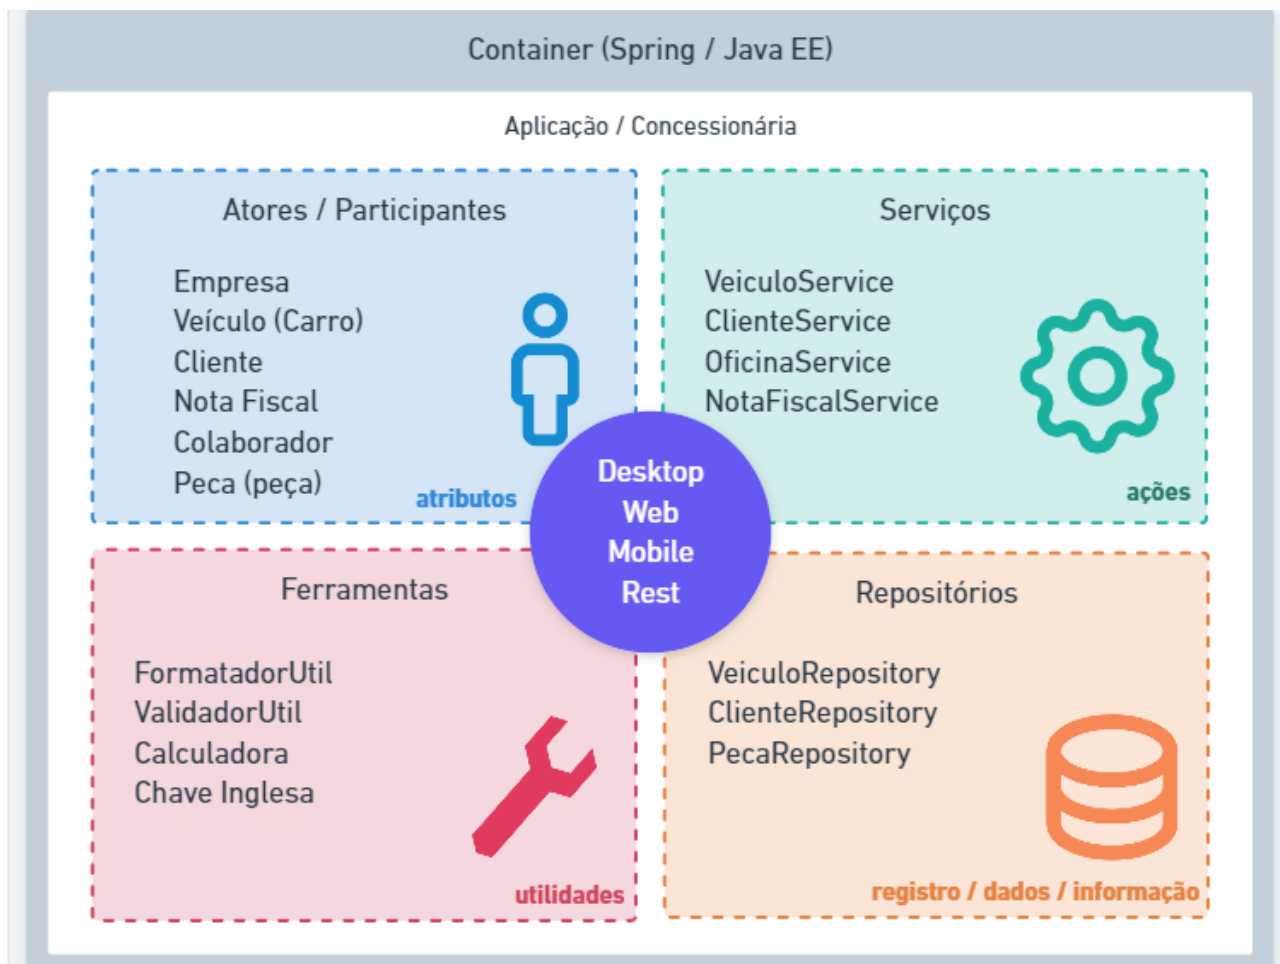 Container (Spring / Java EE)
Aplicação / Concessionária
Atores / Participantes
Empresa
Veículo (Carro)
Cliente
Nota Fiscal
Colaborador
Peca (peça)
atributos
Serviços
VeiculoService
ClienteService
OficinaService
NotaFiscalService
ações
Desktop
Web
Mobile
Rest
Ferramentas
FormatadorUtil
ValidadorUtil
Calculadora
Chave Inglesa
utilidades
Repositórios
VeiculoRepository
ClienteRepository
PecaRepository
registro / dados / informação